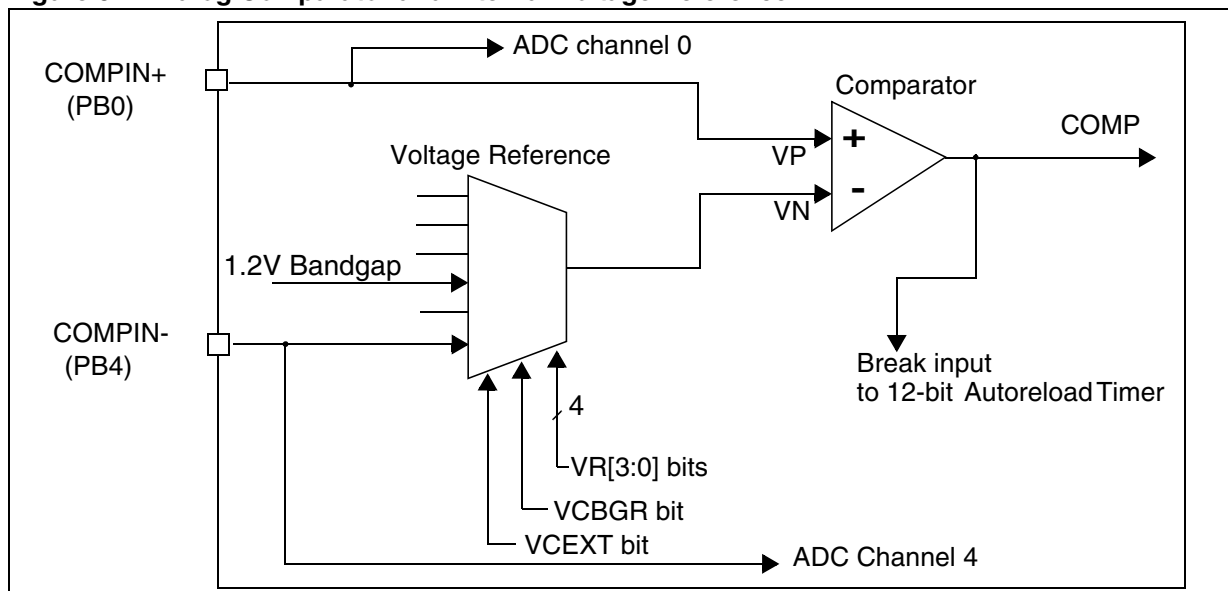 ADC channel 0
COMPIN+
(PB0)
Comparator
COMP
Voltage Reference
+
VP
-
VN
1.2V Bandgap
COMPIN-
(PB4)
Break input
to 12-bit Autoreload Timer
4
VR[3:0] bits
VCBGR bit
VCEXT bit
ADC Channel 4